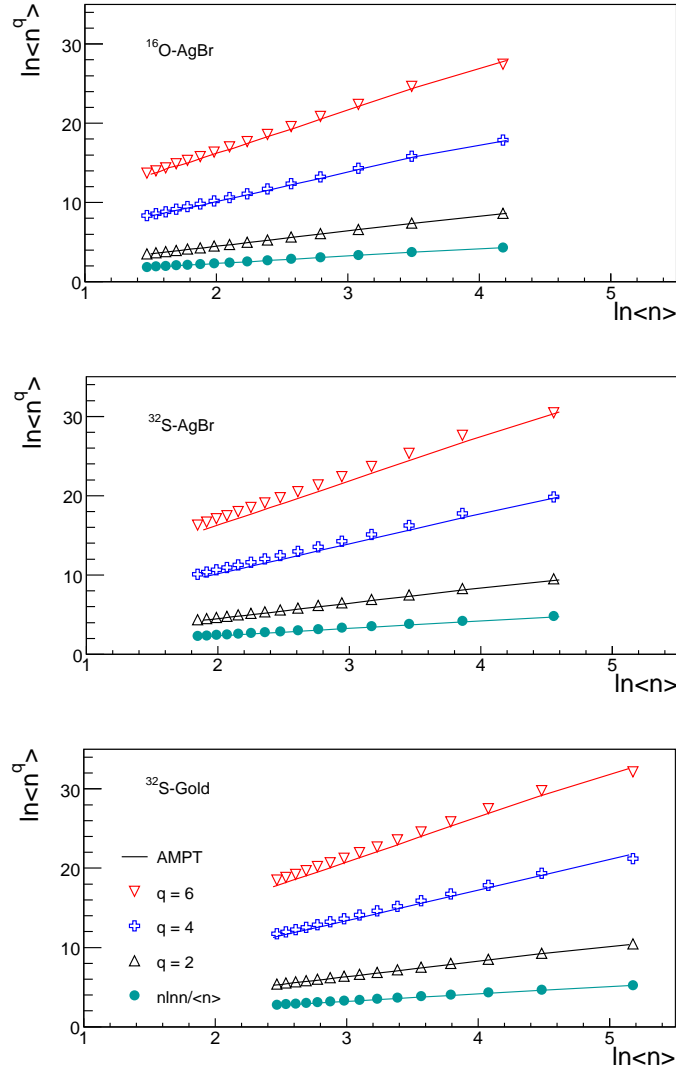 ln<n^q>
30
20
10
0
¹⁶O-AgBr
1 2 3 4 5
ln<n>
ln<n^q>
30
20
10
0
³²S-AgBr
1 2 3 4 5
ln<n>
ln<n^q>
30
20
10
0
³²S-Gold
AMPT
q = 6
q = 4
q = 2
nlnn/<n>
1 2 3 4 5
ln<n>